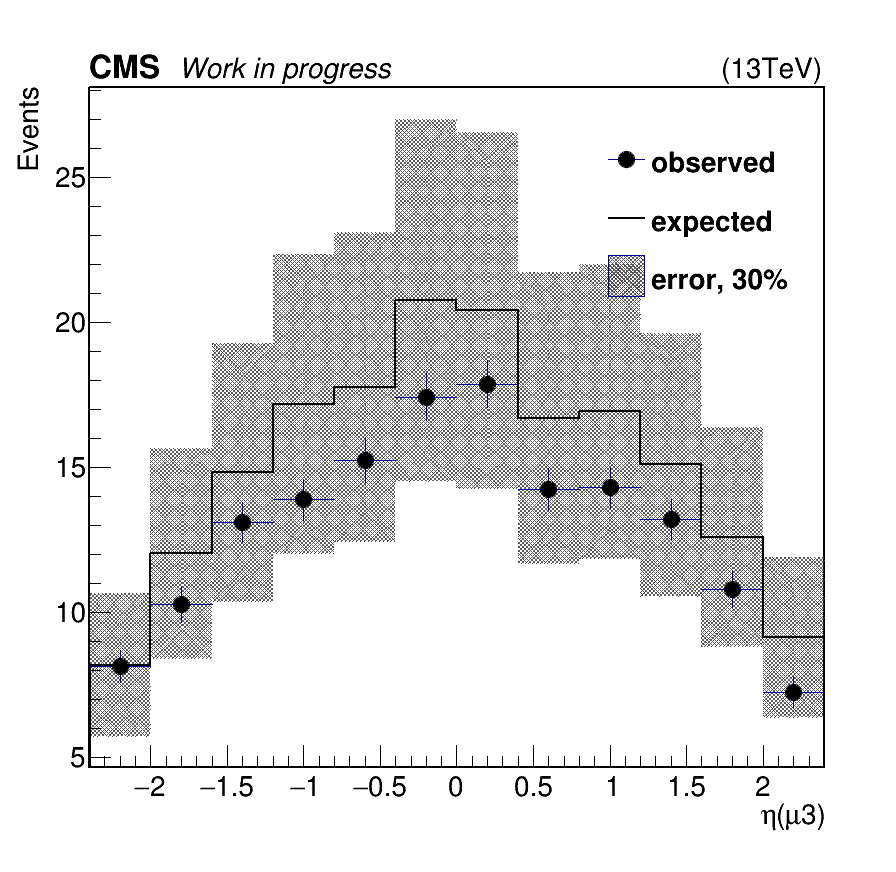 CMS Work in progress (13TeV)
Events
observed
expected
error, 30%
25
20
15
10
5
−2 −1.5 −1 −0.5 0 0.5 1 1.5 2
η(μ3)